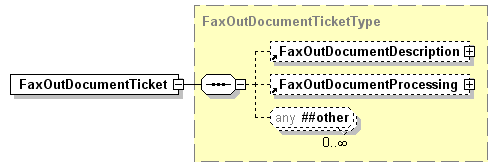 FaxOutDocumentTicketType
FaxOutDocumentDescription
FaxOutDocumentTicket
FaxOutDocumentProcessing
any ##other
0..∞